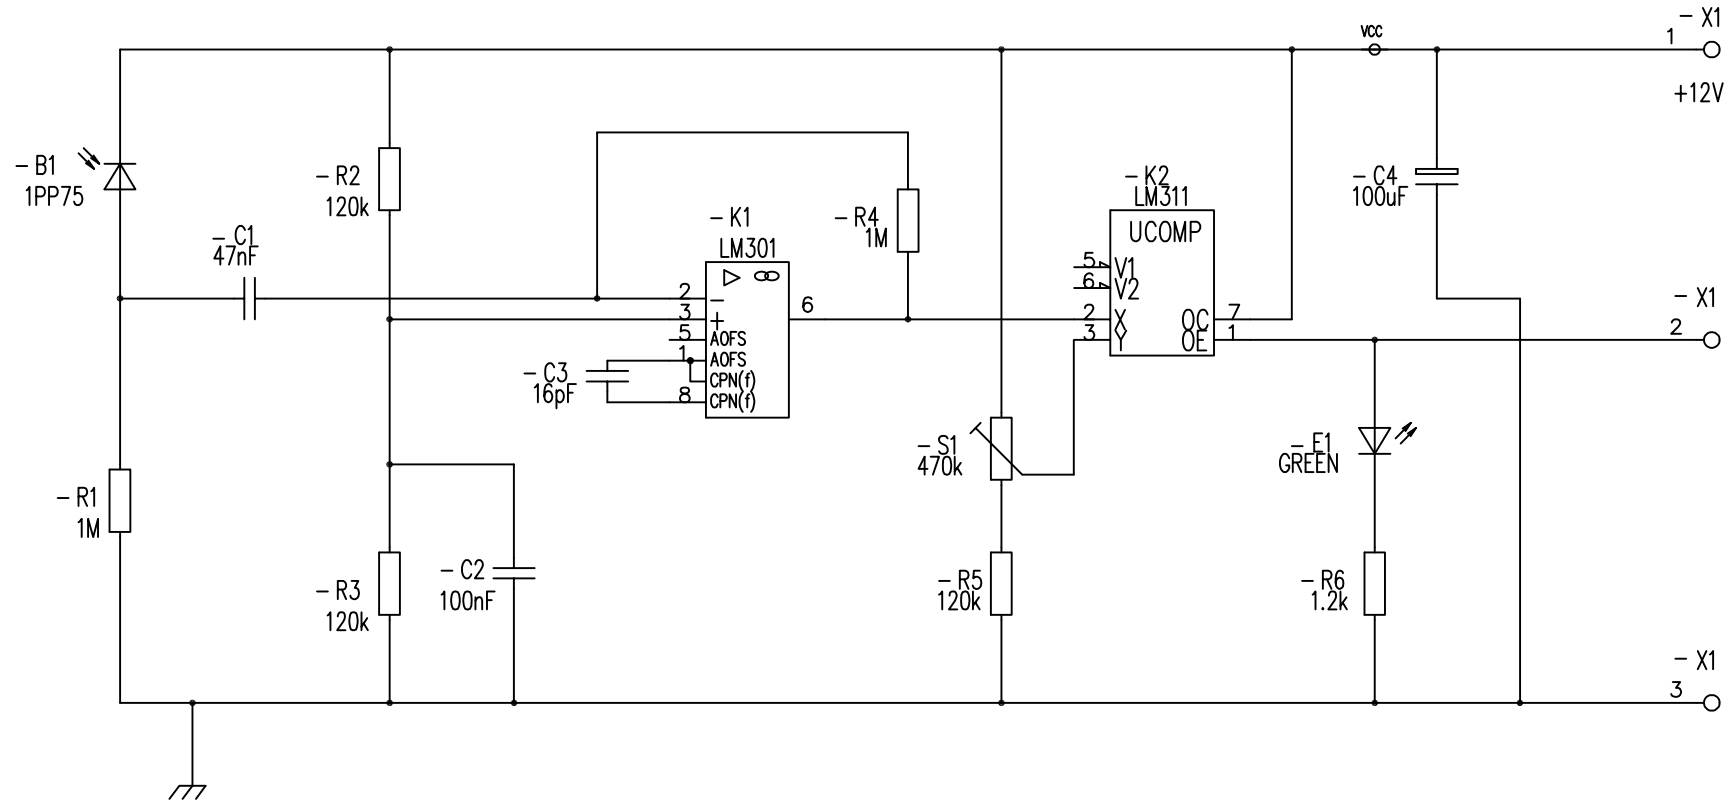 VCC
- X1
1
+12V
- B1
1PP75
- R2
120k
- C1
47nF
- K1
LM301
2
-
3
+
5
AOFS
1
AOFS
CPN(f)
8
CPN(f)
6
- C3
16pF
- R4
1M
- K2
LM311
UCOMP
5
V1
6
V2
2
X
3
Y
OC
7
OE
1
- C4
100uF
- X1
2
- S1
470k
- E1
GREEN
- R1
1M
- R3
120k
- C2
100nF
- R5
120k
- R6
1.2k
- X1
3